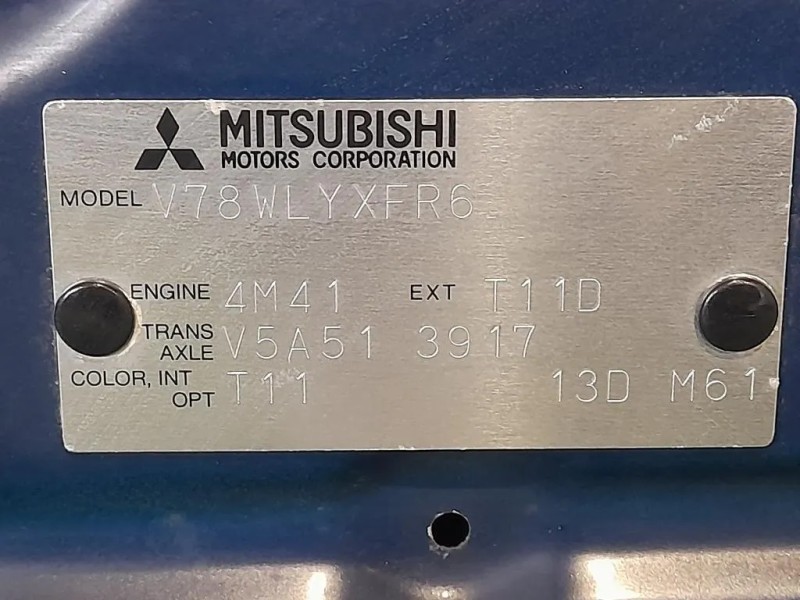 MITSUBISHI
MOTORS CORPORATION
MODEL V78WLYXFR6
ENGINE 4M41 EXT T11D
TRANS
AXLE V5A51 3917
COLOR, INT
OPT T11 13D M61